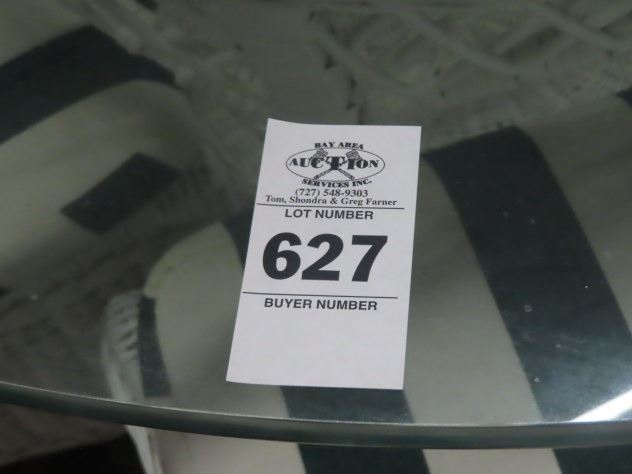 BAY AREA
AUCTION
SERVICES INC.
(727) 548-9303
Tom, Shondra & Greg Farner
LOT NUMBER
627
BUYER NUMBER